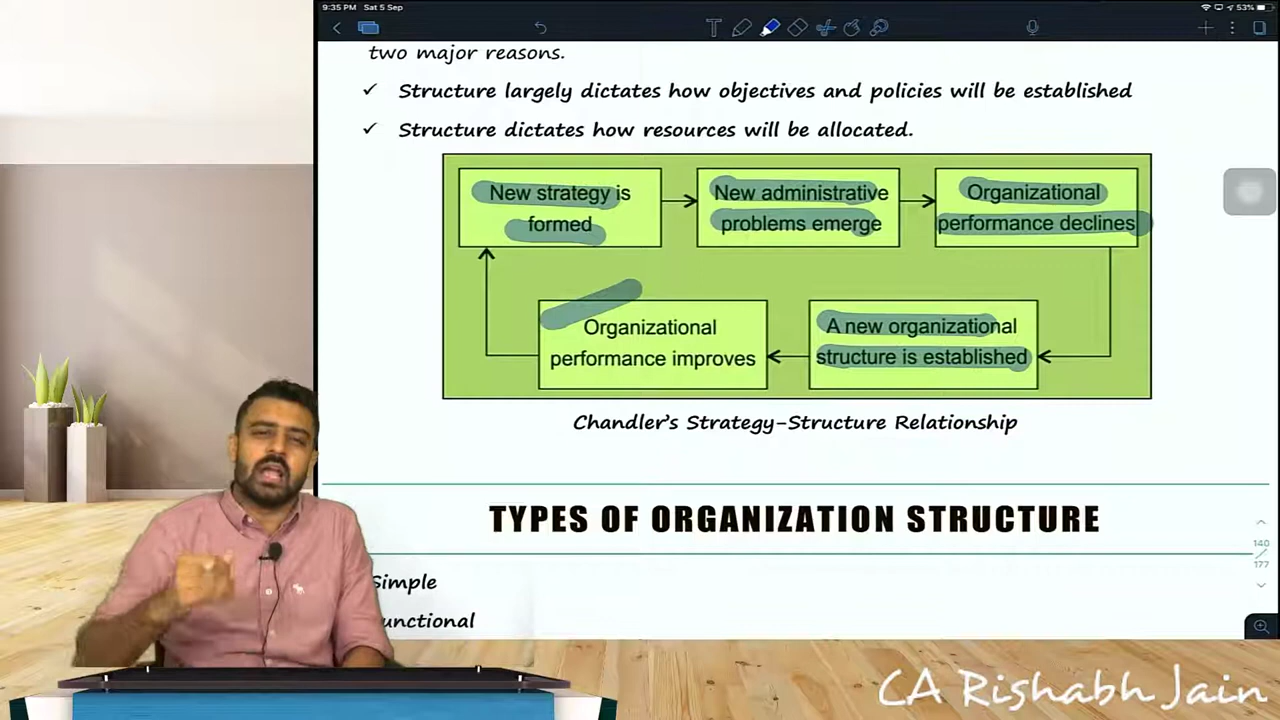 9:35 PM Sat 5 Sep
53%
two major reasons.
✓ Structure largely dictates how objectives and policies will be established
✓ Structure dictates how resources will be allocated.
New strategy is
formed
New administrative
problems emerge
Organizational
performance declines
Organizational
performance improves
A new organizational
structure is established
Chandler's Strategy-Structure Relationship
TYPES OF ORGANIZATION STRUCTURE
140
177
Simple
unctional
CA Rishabh Jain